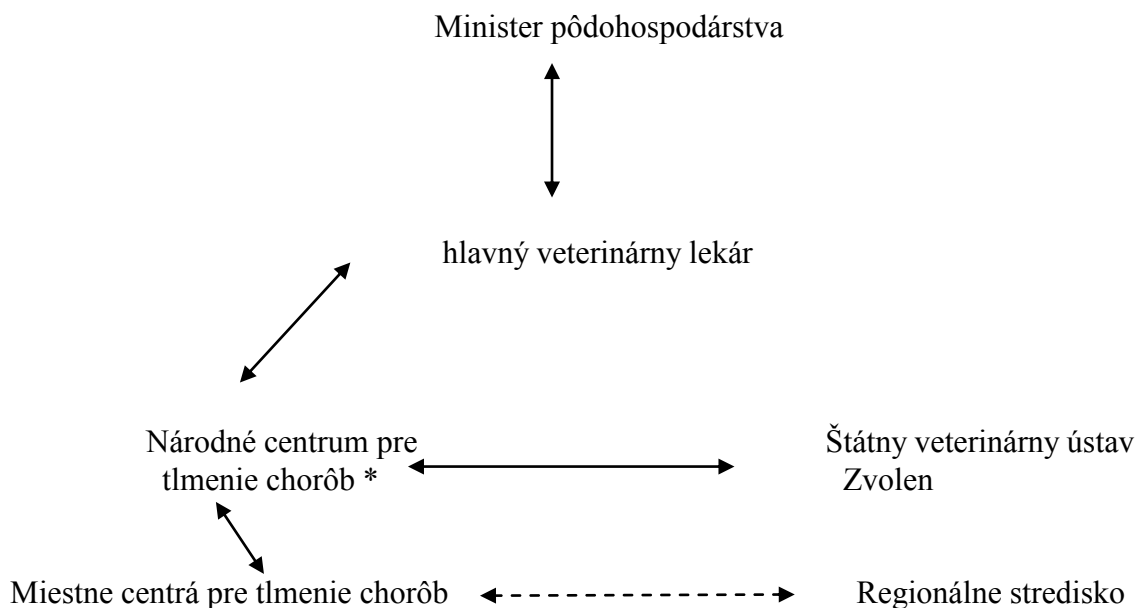 Minister pôdohospodárstva
hlavný veterinárny lekár
Národné centrum pre
tlmenie chorôb *
Štátny veterinárny ústav
Zvolen
Miestne centrá pre tlmenie chorôb
Regionálne stredisko